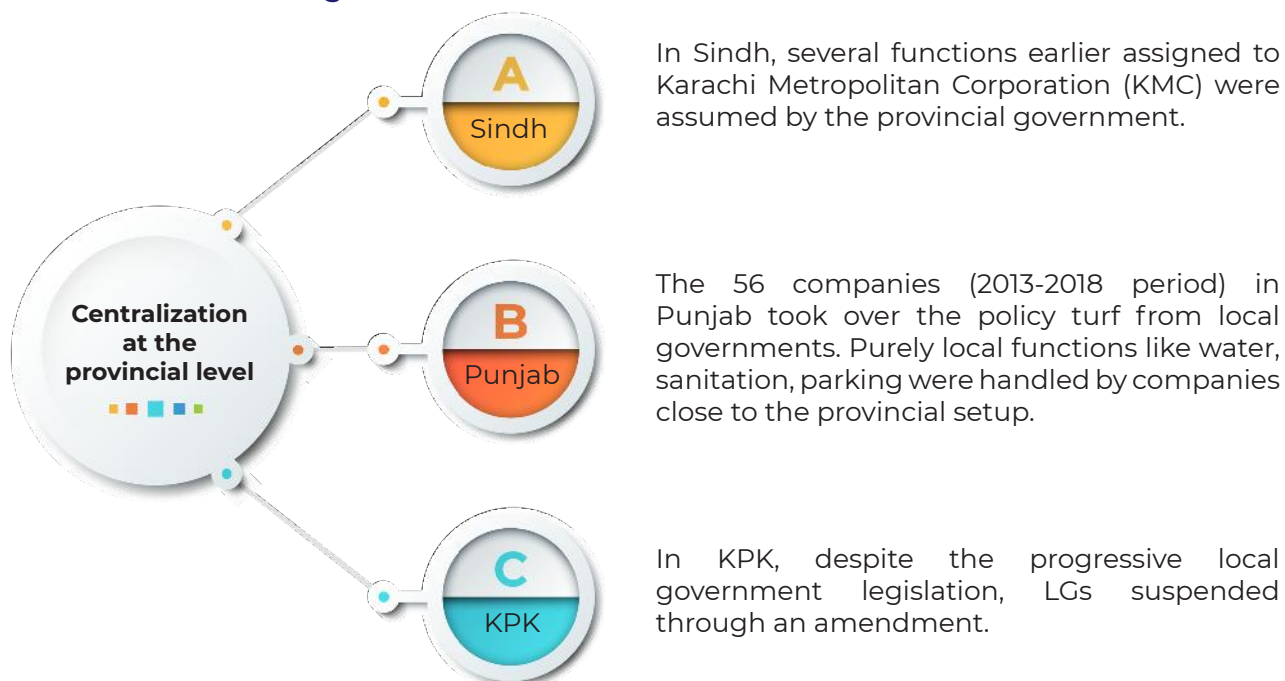 Centralization
at the
provincial level
A
Sindh
In Sindh, several functions earlier assigned to
Karachi Metropolitan Corporation (KMC) were
assumed by the provincial government.
B
Punjab
The 56 companies (2013-2018 period) in
Punjab took over the policy turf from local
governments. Purely local functions like water,
sanitation, parking were handled by companies
close to the provincial setup.
C
KPK
In KPK, despite the progressive local
government legislation, LGs suspended
through an amendment.